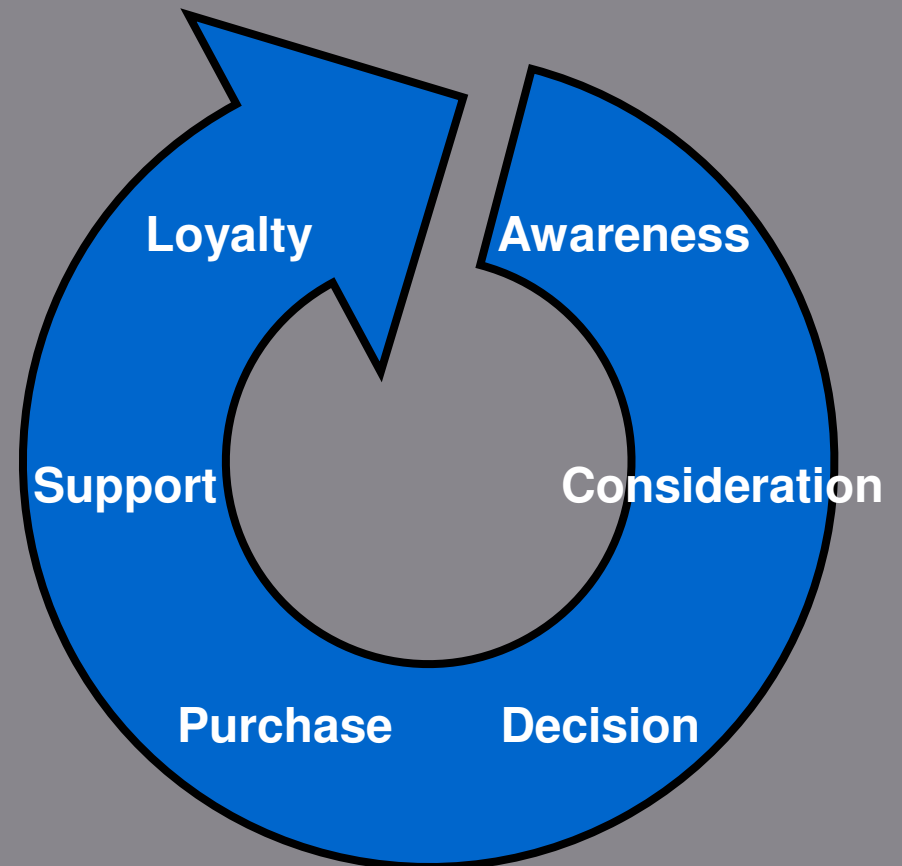 Awareness
Consideration
Decision
Purchase
Support
Loyalty